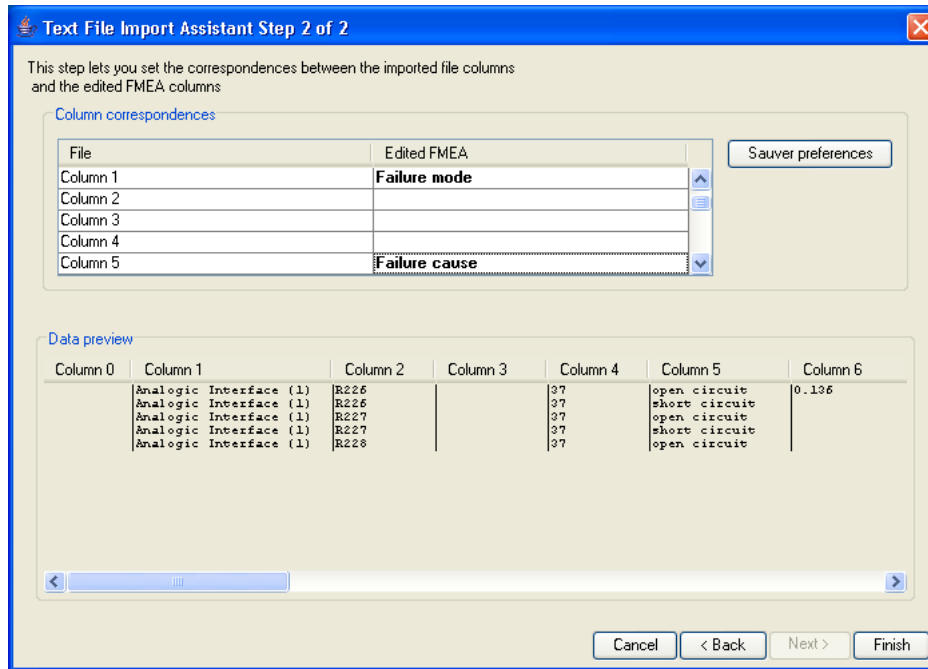 Text File Import Assistant Step 2 of 2
This step lets you set the correspondences between the imported file columns
and the edited FMEA columns
Column correspondences
File Edited FMEA
Sauver preferences
Column 1 Failure mode
Column 2
Column 3
Column 4
Column 5 Failure cause
Data preview
Column 0 Column 1 Column 2 Column 3 Column 4 Column 5 Column 6
Analogic Interface (1) R226 37 open circuit 0.136
Analogic Interface (1) R226 37 short circuit
Analogic Interface (1) R227 37 open circuit
Analogic Interface (1) R227 37 short circuit
Analogic Interface (1) R228 37 open circuit
Cancel < Back Next > Finish